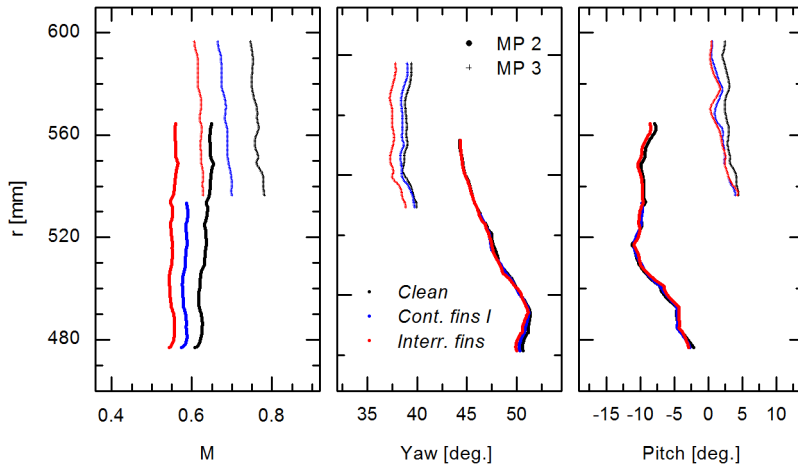 600
560
520
480
r [mm]
0.4 0.6 0.8
M
MP 2
MP 3
Clean
Cont. fins I
Interr. fins
35 40 45 50
Yaw [deg.]
-15 -10 -5 0 5 10
Pitch [deg.]